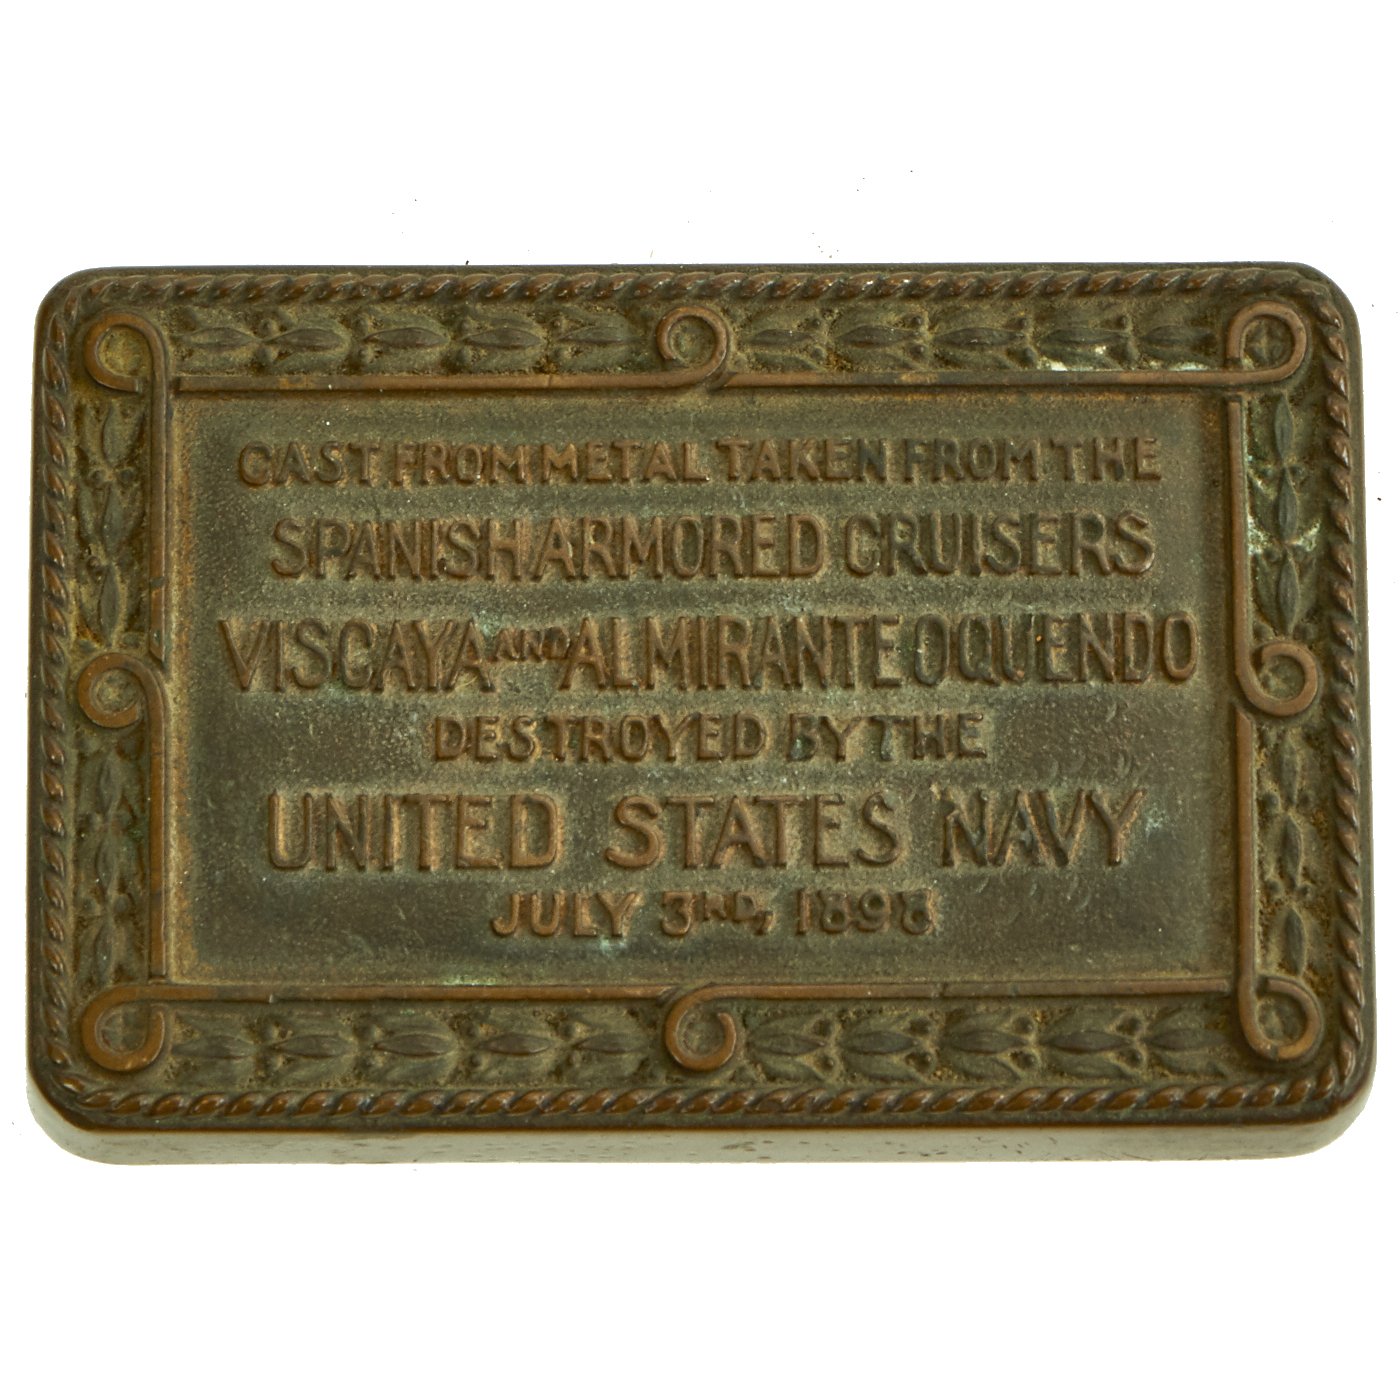 CAST FROM METAL TAKEN FROM THE
SPANISH ARMORED CRUISERS
VISCAYA AND ALMIRANTE OQUENDO
DESTROYED BY THE
UNITED STATES NAVY
JULY 3RD, 1898